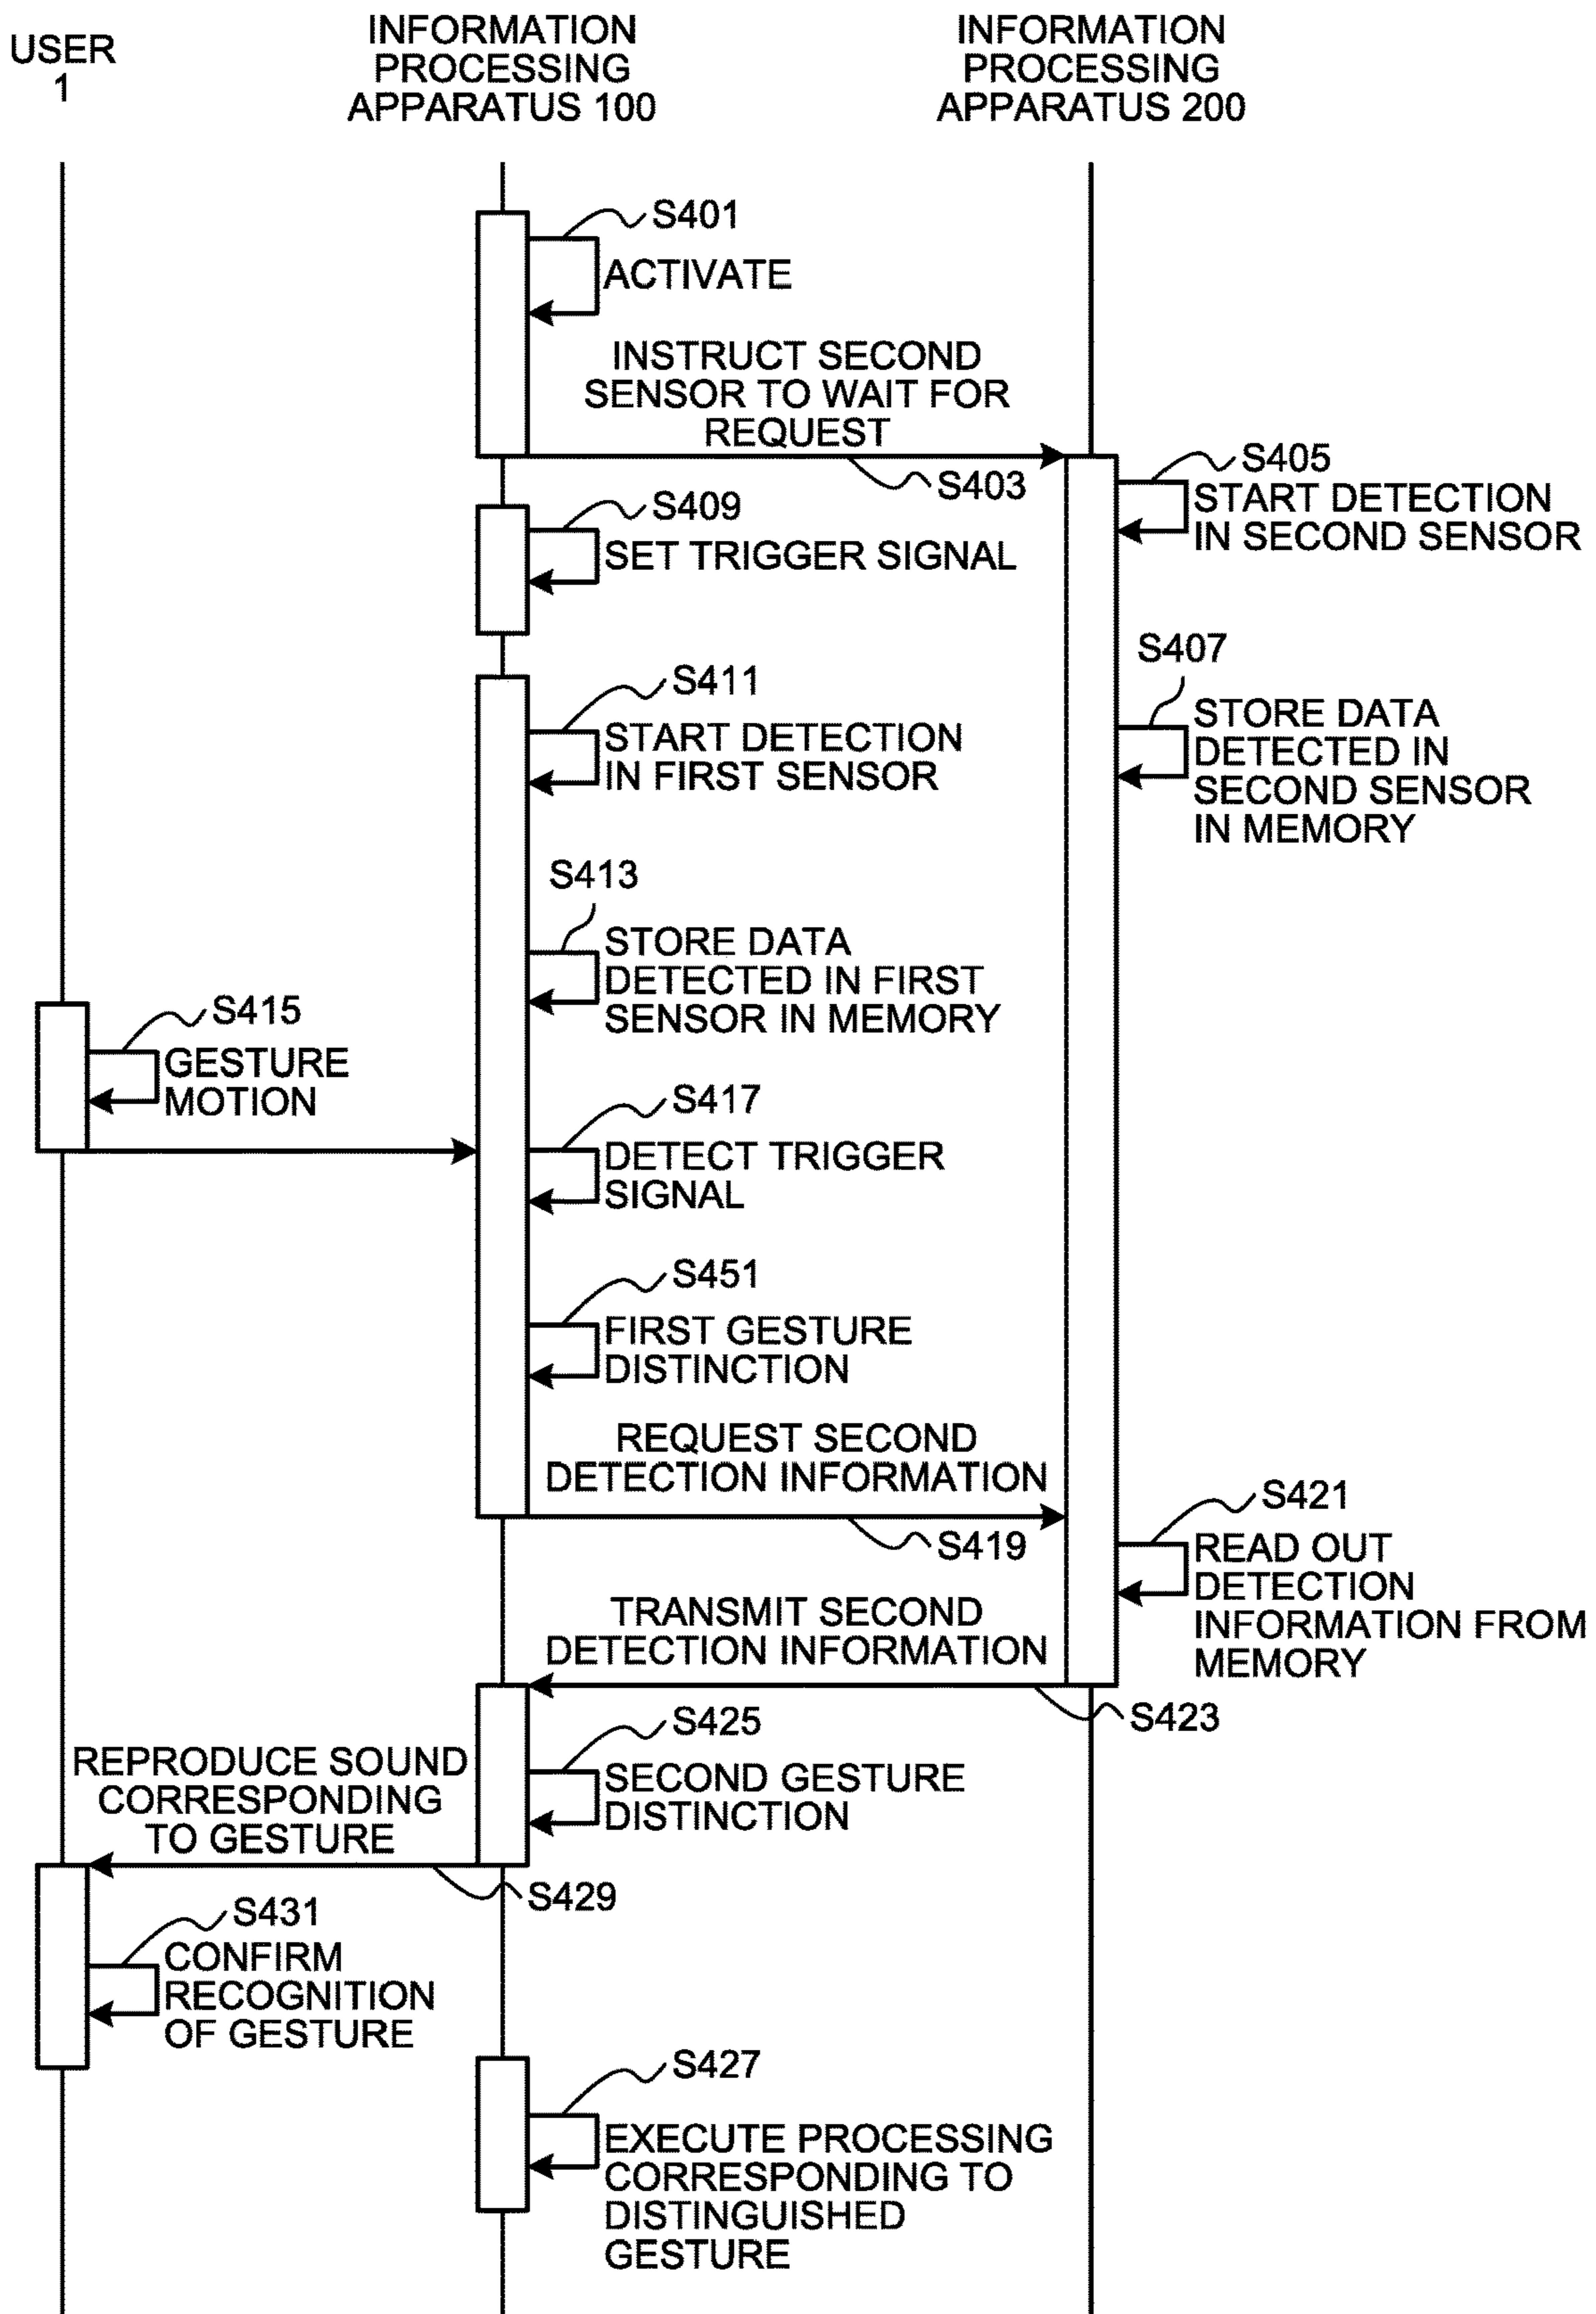 USER
1
INFORMATION
PROCESSING
APPARATUS 100
INFORMATION
PROCESSING
APPARATUS 200
S401
ACTIVATE
INSTRUCT SECOND
SENSOR TO WAIT FOR
REQUEST
S403
S405
START DETECTION
IN SECOND SENSOR
S409
SET TRIGGER SIGNAL
S407
STORE DATA
DETECTED IN
SECOND SENSOR
IN MEMORY
S411
START DETECTION
IN FIRST SENSOR
S413
STORE DATA
DETECTED IN FIRST
SENSOR IN MEMORY
S415
GESTURE
MOTION
S417
DETECT TRIGGER
SIGNAL
S451
FIRST GESTURE
DISTINCTION
REQUEST SECOND
DETECTION INFORMATION
S419
S421
READ OUT
DETECTION
INFORMATION FROM
MEMORY
TRANSMIT SECOND
DETECTION INFORMATION
S423
S425
SECOND GESTURE
DISTINCTION
REPRODUCE SOUND
CORRESPONDING
TO GESTURE
S429
S431
CONFIRM
RECOGNITION
OF GESTURE
S427
EXECUTE PROCESSING
CORRESPONDING TO
DISTINGUISHED
GESTURE